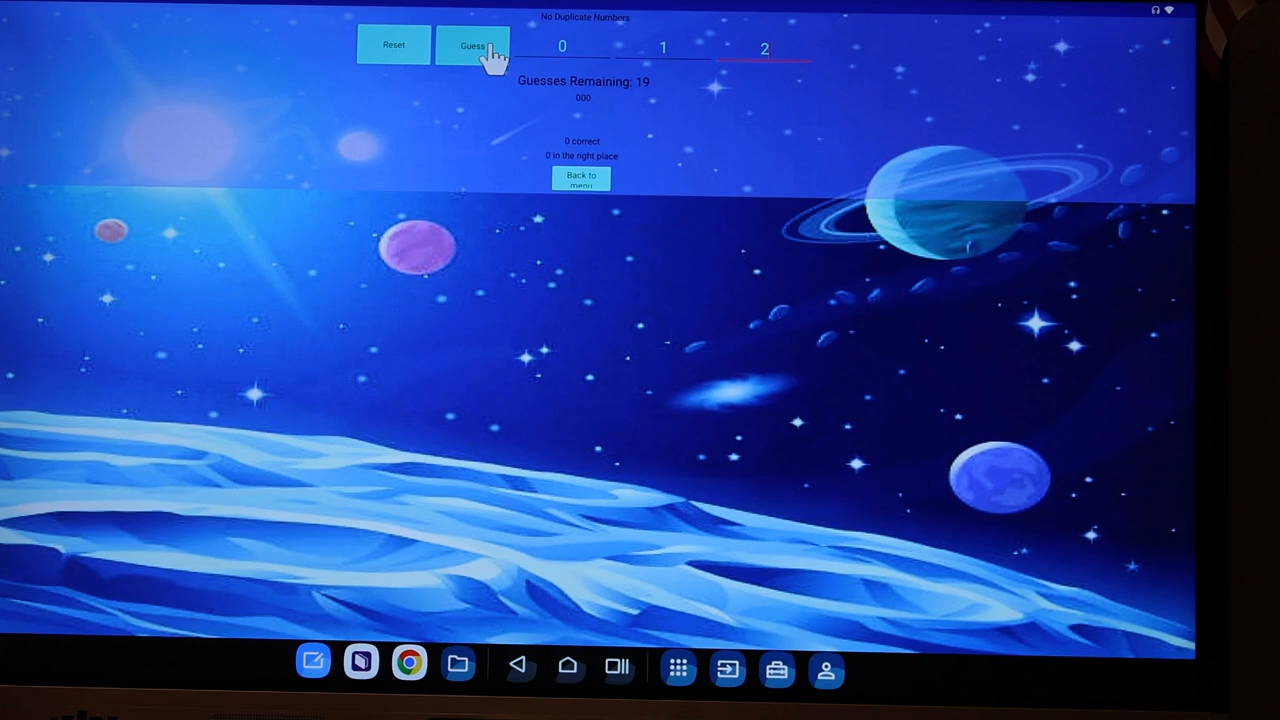 No Duplicate Numbers
Reset
Guess
0
1
2
Guesses Remaining: 19
000
0 correct
0 in the right place
Back to
menu